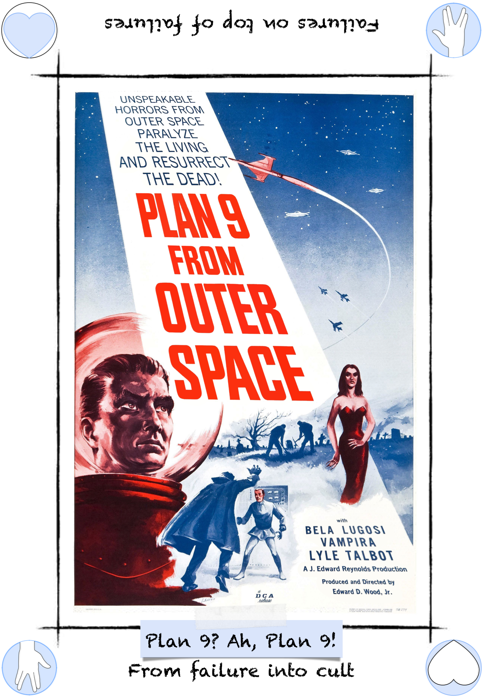 Failures on top of failures
UNSPEAKABLE
HORRORS FROM
OUTER SPACE
PARALYZE
THE LIVING
AND RESURRECT
THE DEAD!
PLAN 9
FROM
OUTER
SPACE
with
BELA LUGOSI
VAMPIRA
LYLE TALBOT
A J. Edward Reynolds Production
Produced and Directed by
Edward D. Wood, Jr.
DCA
Plan 9? Ah, Plan 9!
From failure into cult